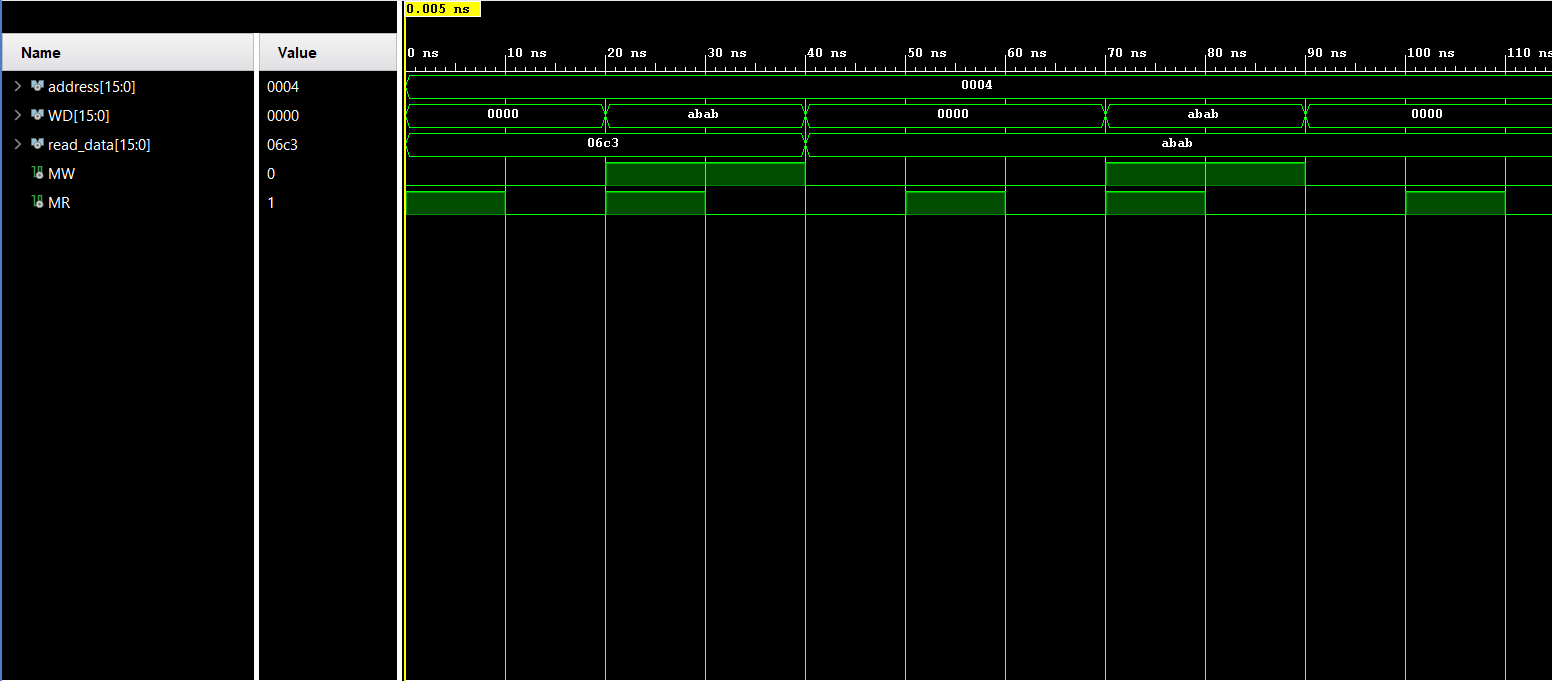 0.005 ns
Name Value 0 ns 10 ns 20 ns 30 ns 40 ns 50 ns 60 ns 70 ns 80 ns 90 ns 100 ns 110 ns
address[15:0] 0004 0004
WD[15:0] 0000 0000 abab 0000 abab 0000
read_data[15:0] 06c3 06c3 abab
MW 0
MR 1